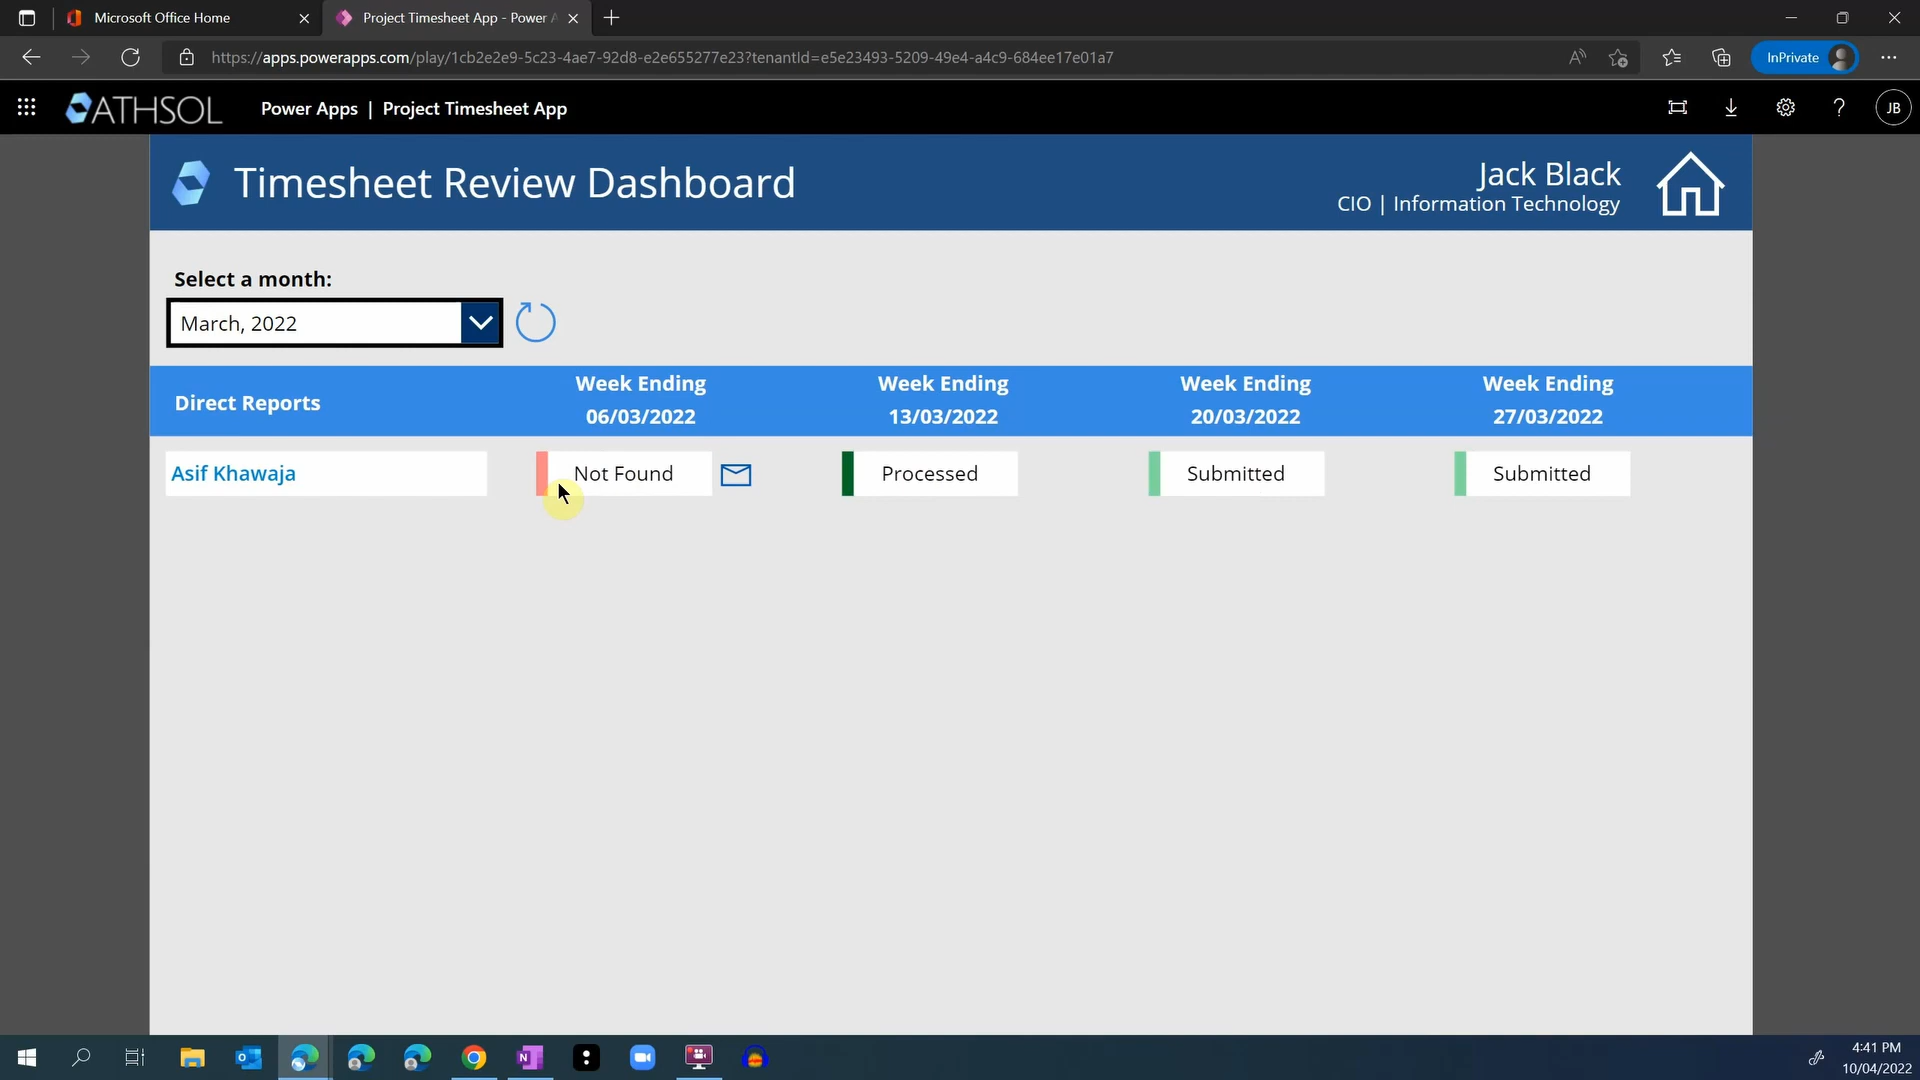 Microsoft Office Home
Project Timesheet App - Power A
https://apps.powerapps.com/play/1cb2e2e9-5c23-4ae7-92d8-e2e655277e23?tenantId=e5e23493-5209-49e4-a4c9-684ee17e01a7
InPrivate
ATHSOL
Power Apps | Project Timesheet App
JB
Timesheet Review Dashboard
Jack Black
CIO | Information Technology
Select a month:
March, 2022
Direct Reports
Week Ending
06/03/2022
Week Ending
13/03/2022
Week Ending
20/03/2022
Week Ending
27/03/2022
Asif Khawaja
Not Found
Processed
Submitted
Submitted
4:41 PM
10/04/2022